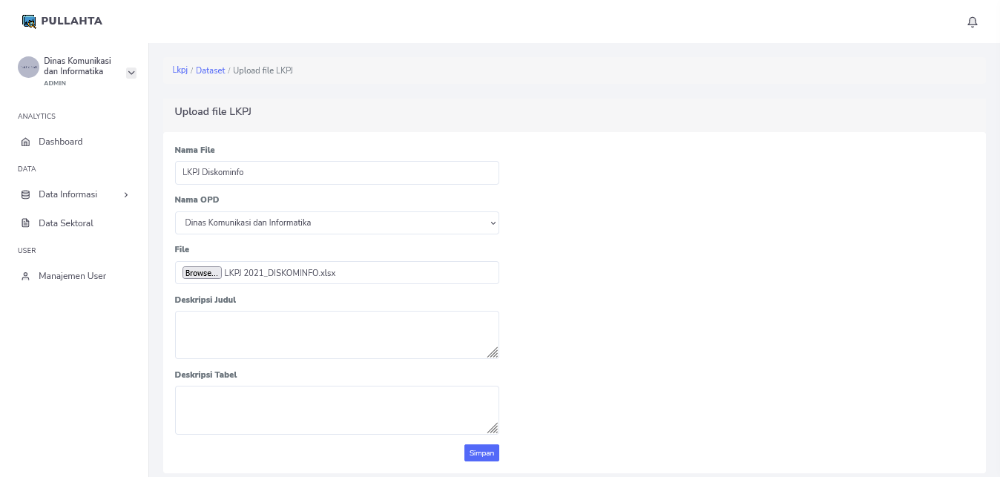 PULLAHTA
Dinas Komunikasi
dan Informatika
ADMIN
ANALYTICS
Dashboard
DATA
Data Informasi
Data Sektoral
USER
Manajemen User
Lkpj / Dataset / Upload file LKPJ
Upload file LKPJ
Nama File
LKPJ Diskominfo
Nama OPD
Dinas Komunikasi dan Informatika
File
Browse... LKPJ 2021_DISKOMINFO.xlsx
Deskripsi Judul
Deskripsi Tabel
Simpan